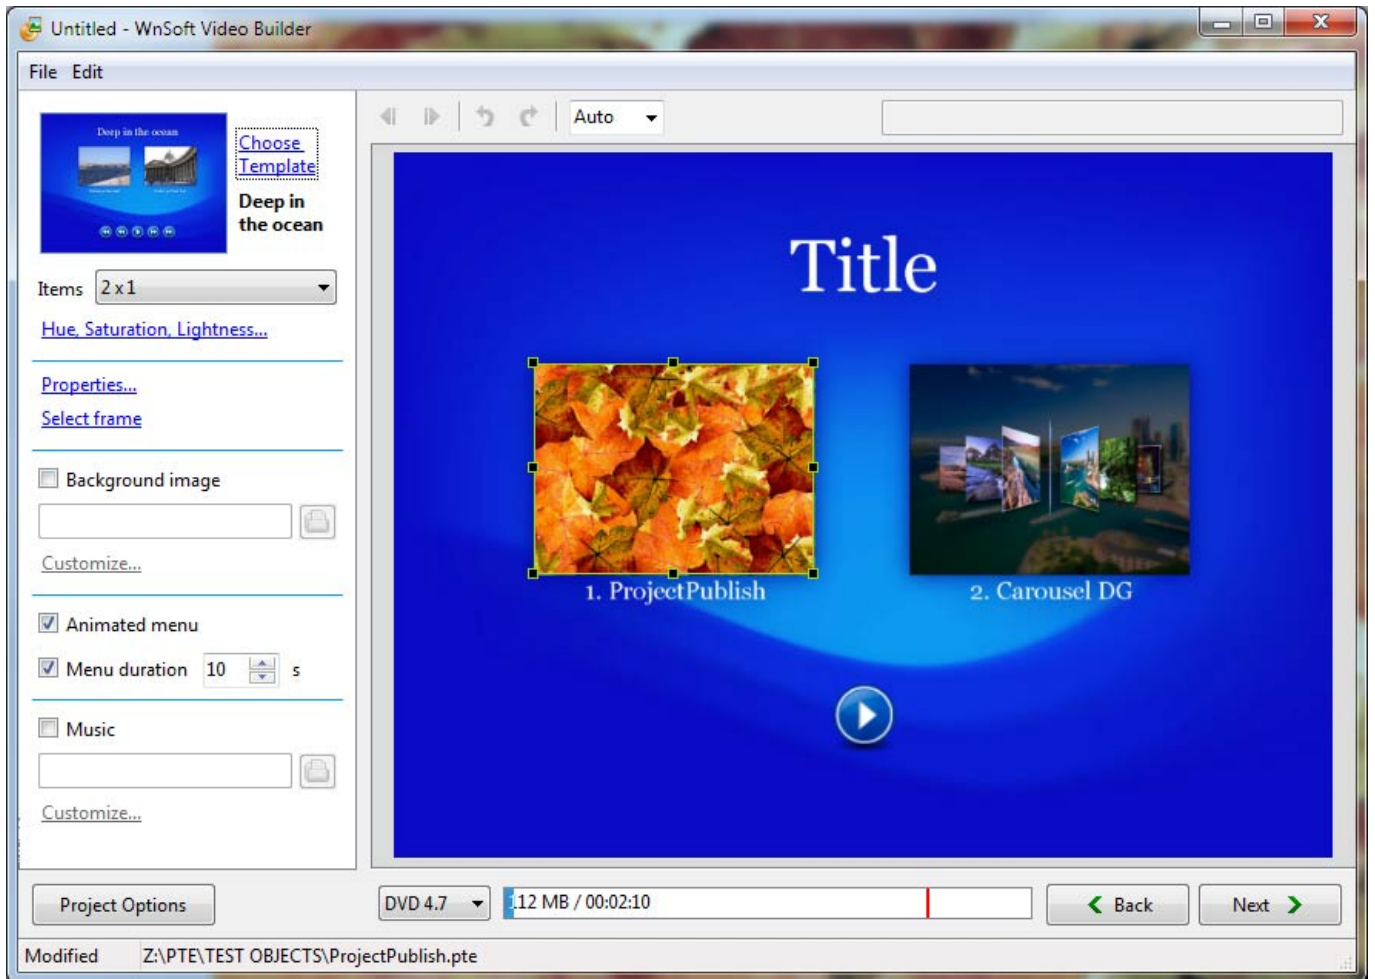 Untitled - WnSoft Video Builder
File Edit
Deep in the ocean
Choose
Template
Deep in
the ocean
Items 2 x 1
Hue, Saturation, Lightness...
Properties...
Select frame
Background image
Customize...
Animated menu
Menu duration 10 s
Music
Customize...
Auto
Title
1. ProjectPublish
2. Carousel DG
Project Options
DVD 4.7
112 MB / 00:02:10
Back
Next
Modified Z:\PTE\TEST OBJECTS\ProjectPublish.pte